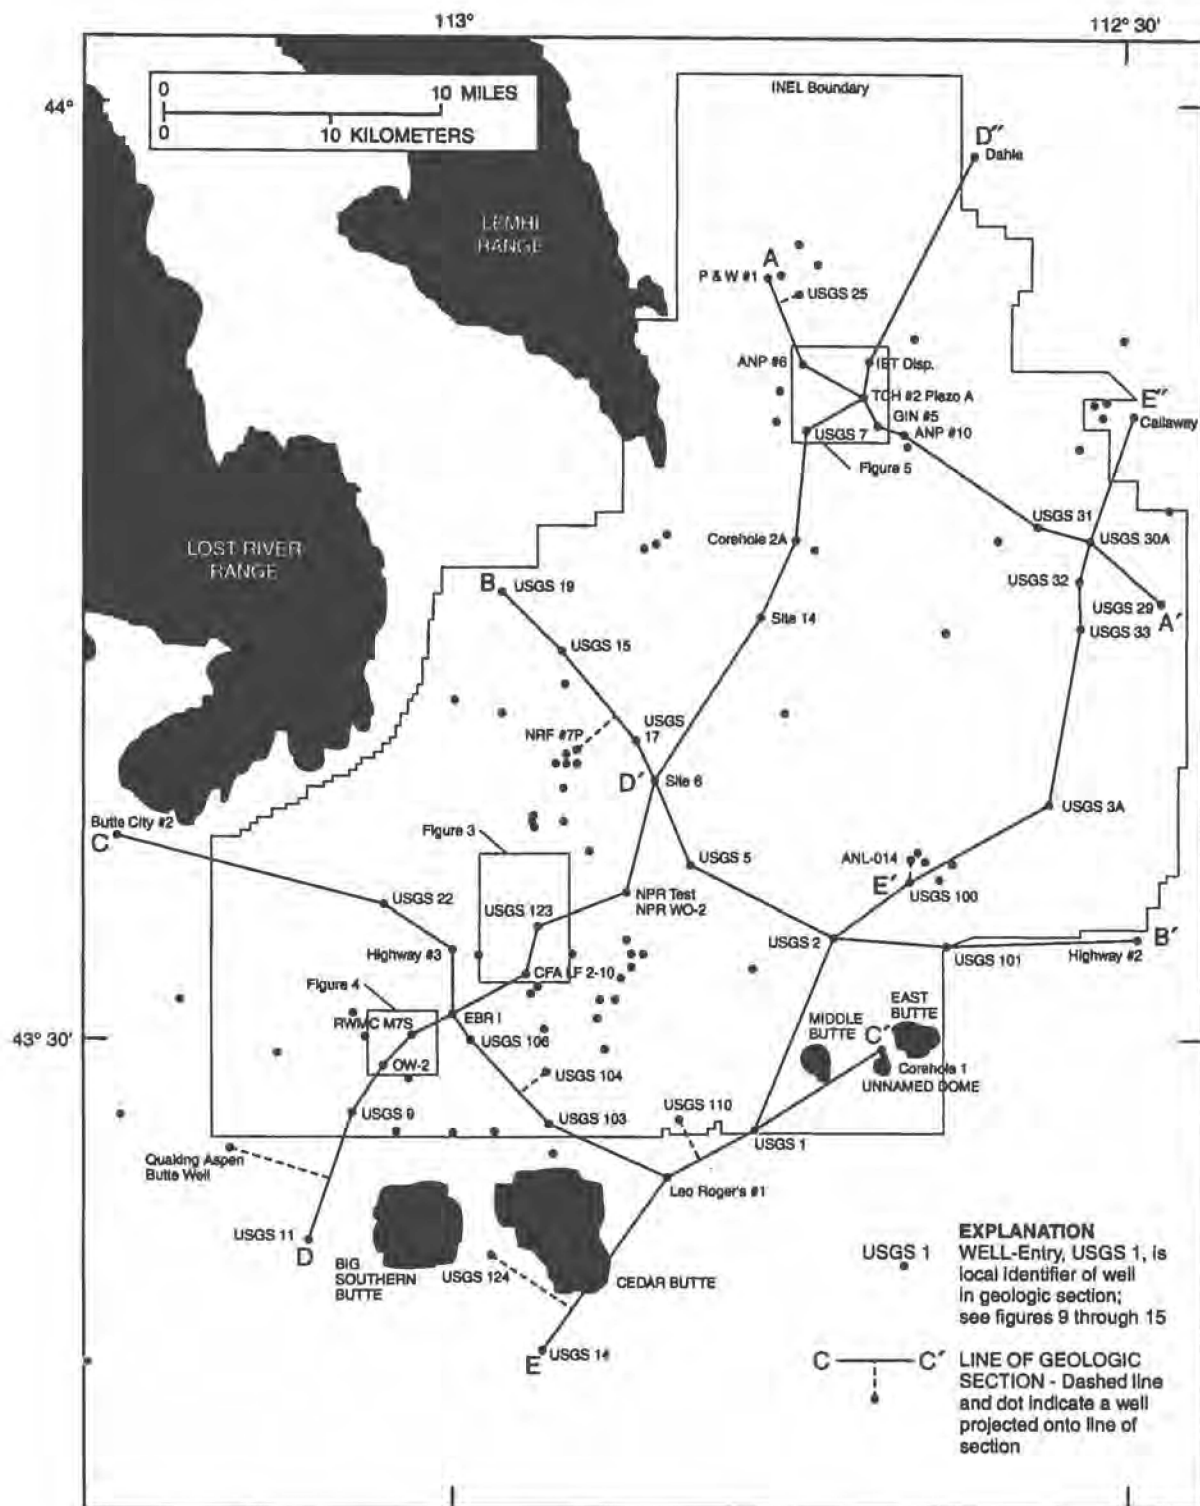 113°
112° 30'
0
10 MILES
0
10 KILOMETERS
44°
INEL Boundary
D″
Dahle
LEMHI
RANGE
A
P & W #1
USGS 25
ANP #6
IET Disp.
TCH #2 Piezo A
GIN #5
ANP #10
USGS 7
Figure 5
E″
Callaway
USGS 31
USGS 30A
Corehole 2A
LOST RIVER
RANGE
B
USGS 19
USGS 32
USGS 29
A′
Site 14
USGS 33
USGS 15
USGS
17
NRF #7P
D′
Site 6
Butte City #2
C
Figure 3
USGS 3A
USGS 5
ANL-014
E′
USGS 100
USGS 22
NPR Test
NPR WO-2
USGS 123
Highway #3
USGS 2
USGS 101
B′
Highway #2
CFA LF 2-10
Figure 4
EAST
BUTTE
MIDDLE
BUTTE
C′
RWMC M7S
EBR I
43° 30'
USGS 106
OW-2
Corehole 1
UNNAMED DOME
USGS 104
USGS 9
USGS 103
USGS 110
USGS 1
Quaking Aspen
Butte Well
Leo Roger's #1
USGS 11
D
BIG
SOUTHERN
BUTTE
USGS 124
CEDAR BUTTE
E
USGS 14
EXPLANATION
USGS 1
WELL-Entry, USGS 1, is
local identifier of well
in geologic section;
see figures 9 through 15
C
C′
LINE OF GEOLOGIC
SECTION - Dashed line
and dot indicate a well
projected onto line of
section